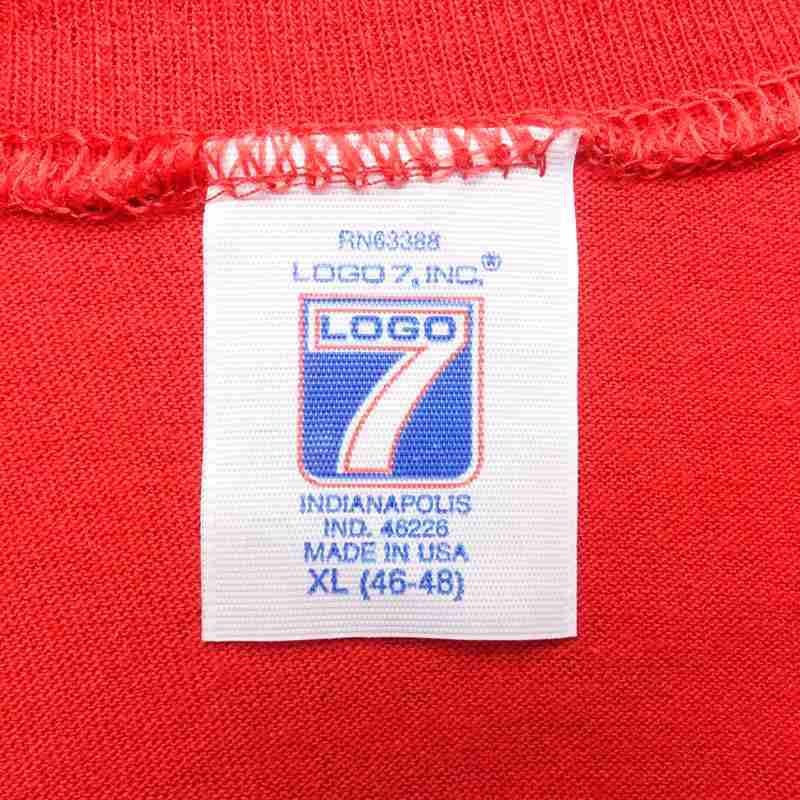 RN63388
LOGO 7, INC.®
LOGO
7
INDIANAPOLIS
IND. 46226
MADE IN USA
XL (46-48)